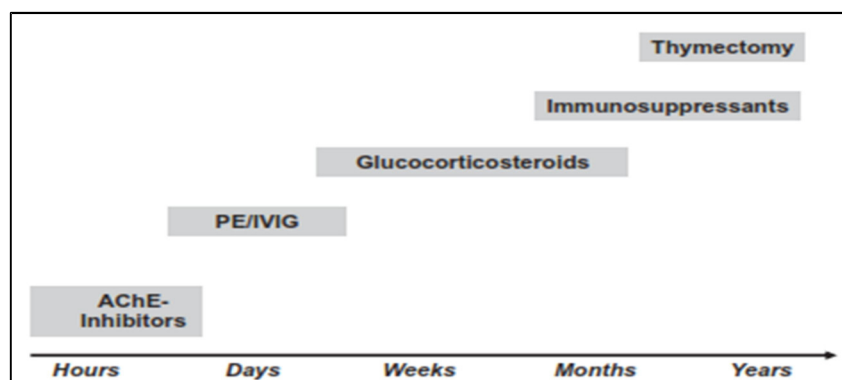 Thymectomy
Immunosuppressants
Glucocorticosteroids
PE/IVIG
AChE-
Inhibitors
Hours Days Weeks Months Years